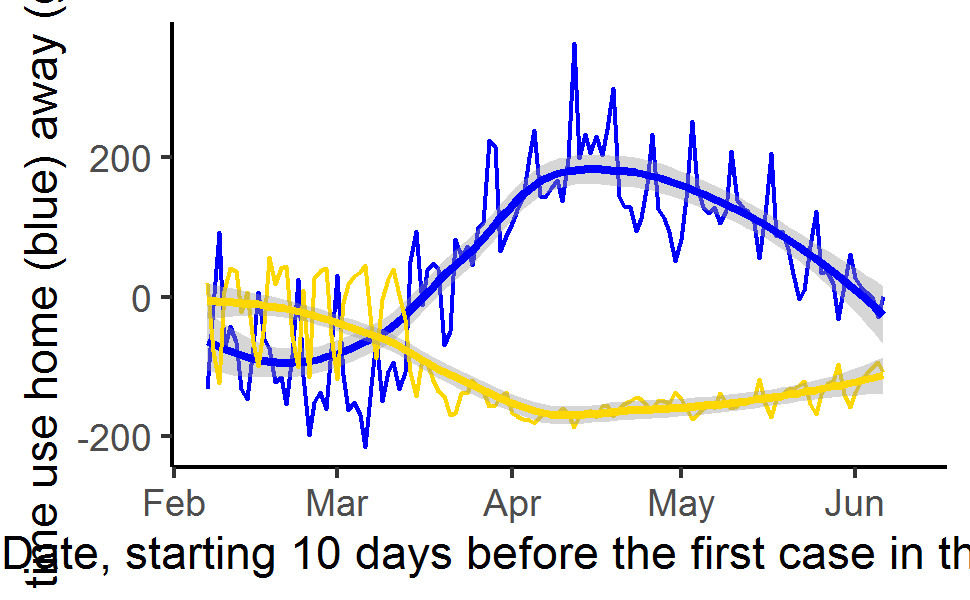 time use home (blue) away (
200
0
-200
Feb Mar Apr May Jun
Date, starting 10 days before the first case in th